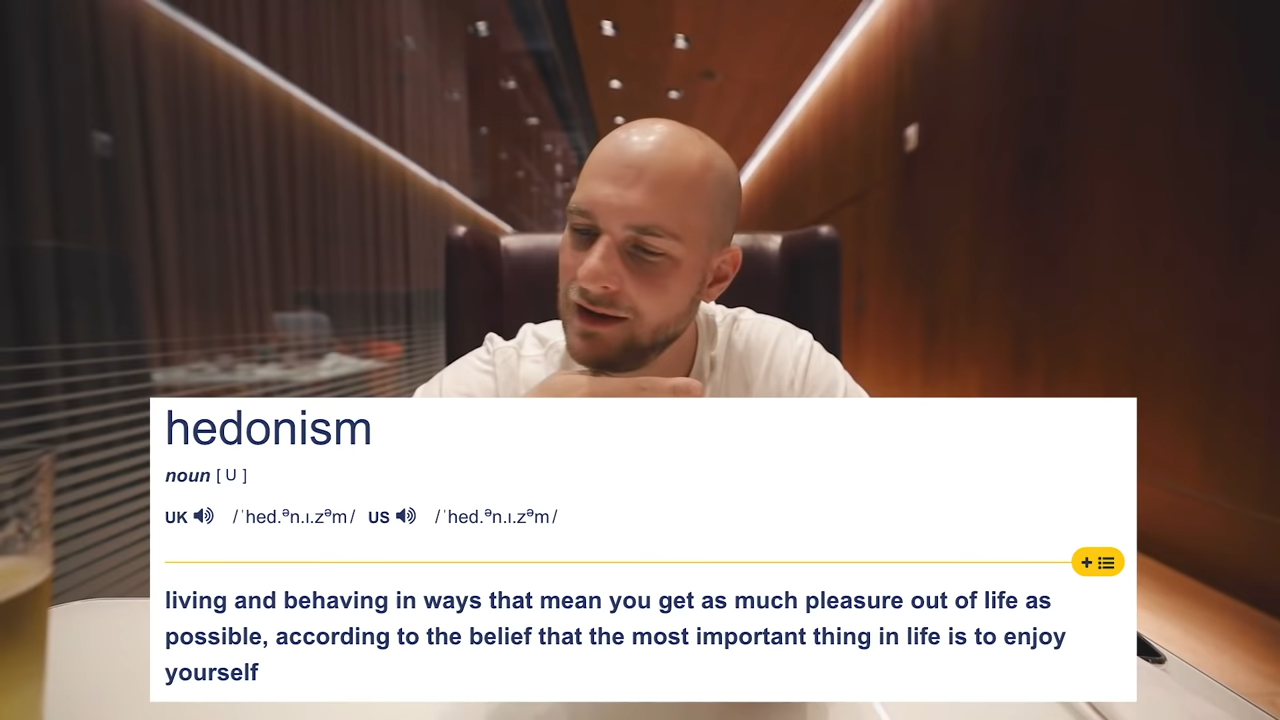 hedonism
noun [ U ]
UK /ˈhed.ᵊn.ɪ.zᵊm/ US /ˈhed.ᵊn.ɪ.zᵊm/
living and behaving in ways that mean you get as much pleasure out of life as
possible, according to the belief that the most important thing in life is to enjoy
yourself